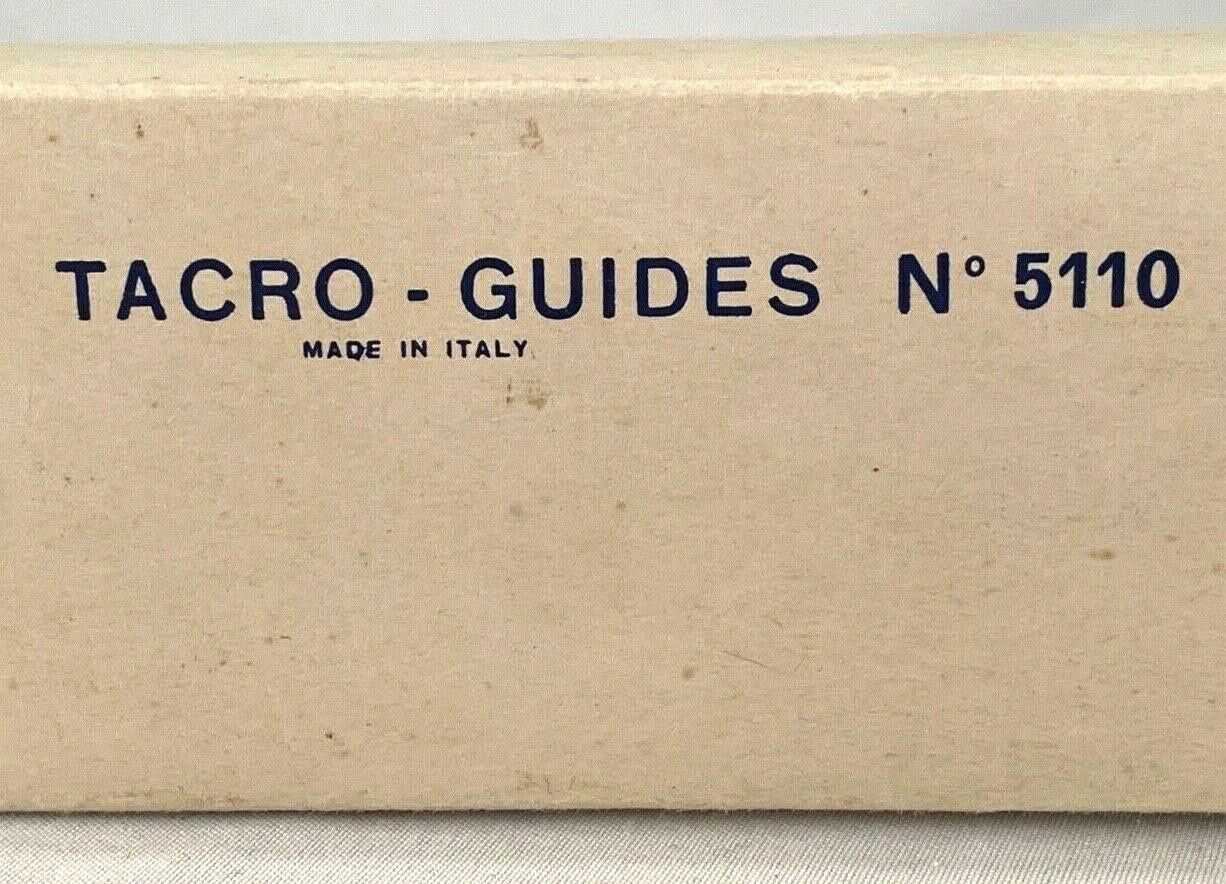 TACRO - GUIDES N° 5110
MADE IN ITALY